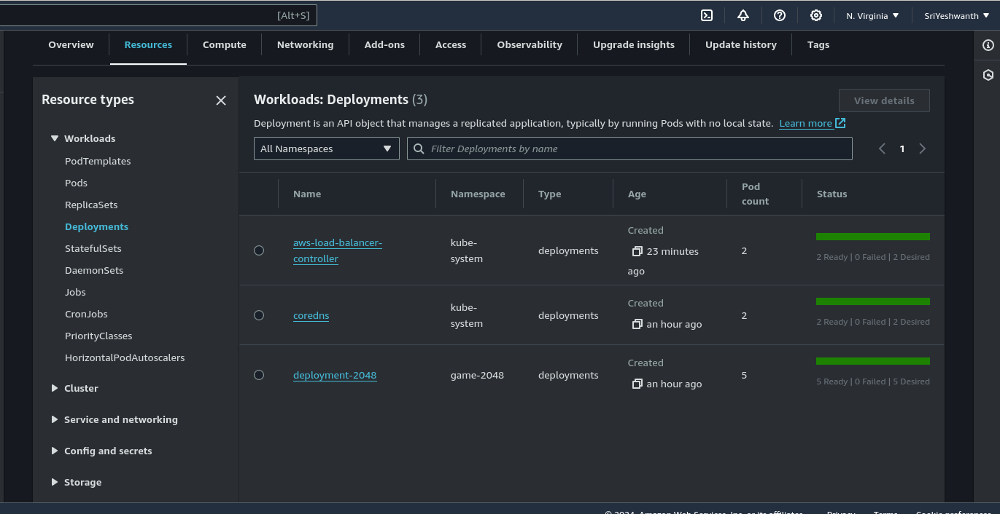 [Alt+S]
N. Virginia
SriYeshwanth
Overview
Resources
Compute
Networking
Add-ons
Access
Observability
Upgrade insights
Update history
Tags
Resource types
Workloads
PodTemplates
Pods
ReplicaSets
Deployments
StatefulSets
DaemonSets
Jobs
CronJobs
PriorityClasses
HorizontalPodAutoscalers
Cluster
Service and networking
Config and secrets
Storage
Workloads: Deployments (3)
View details
Deployment is an API object that manages a replicated application, typically by running Pods with no local state. Learn more
All Namespaces
Filter Deployments by name
1
Name
Namespace
Type
Age
Pod
count
Status
aws-load-balancer-
controller
kube-
system
deployments
Created
23 minutes
ago
2
2 Ready | 0 Failed | 2 Desired
coredns
kube-
system
deployments
Created
an hour ago
2
2 Ready | 0 Failed | 2 Desired
deployment-2048
game-2048
deployments
Created
an hour ago
5
5 Ready | 0 Failed | 5 Desired
© 2024, Amazon Web Services, Inc. or its affiliates.
Privacy
Terms
Cookie preferences